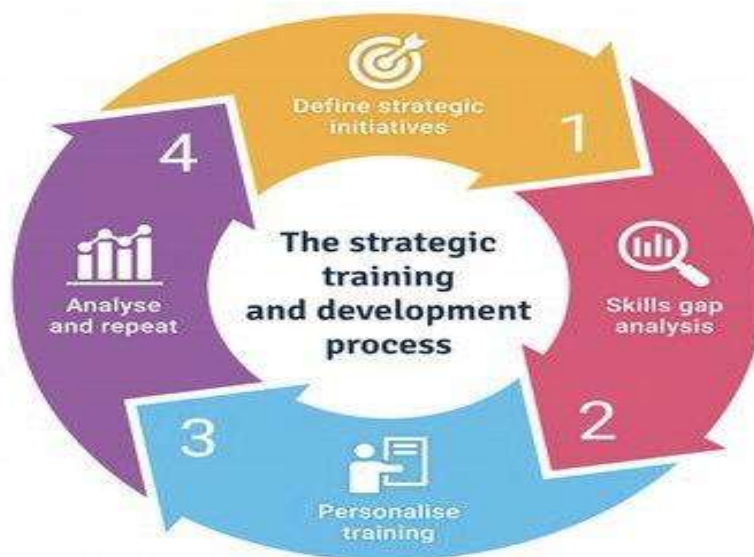 Define strategic
initiatives
1
The strategic
training
and development
process
Skills gap
analysis
2
Personalise
training
3
Analyse
and repeat
4